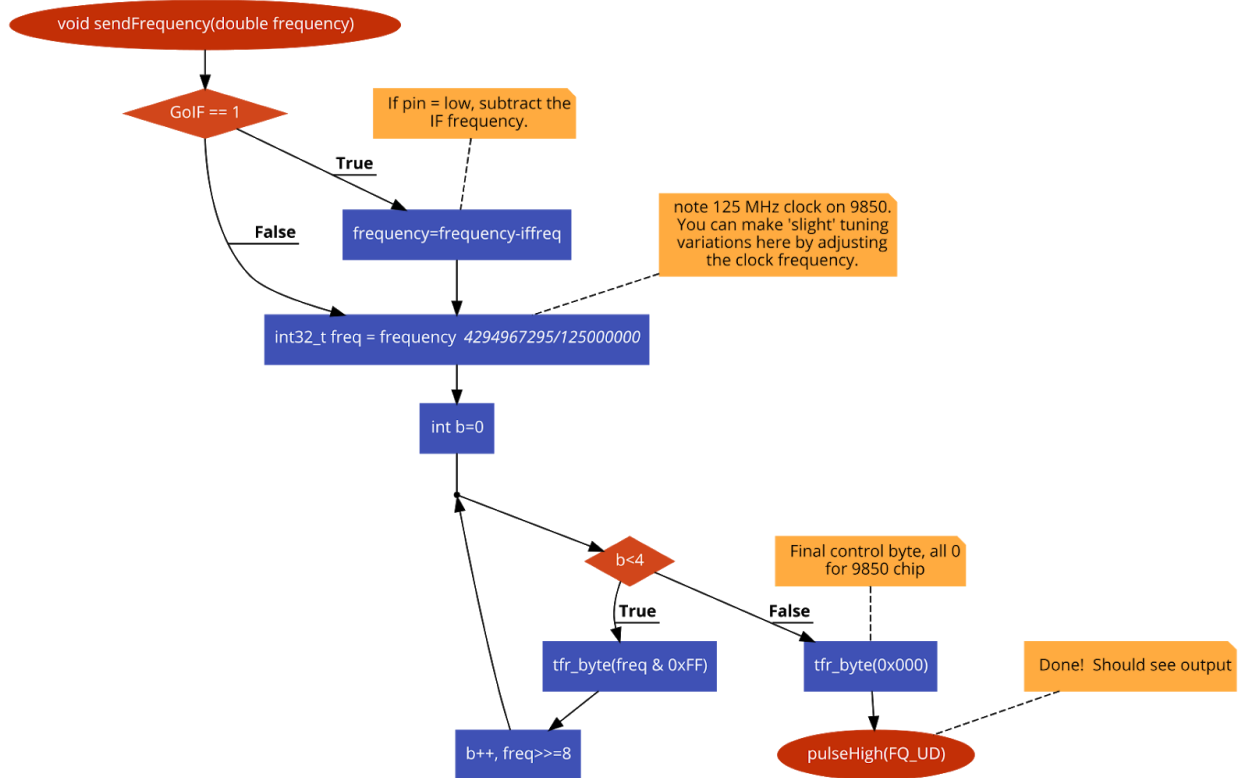 void sendFrequency(double frequency)
GoIF == 1
If pin = low, subtract the
IF frequency.
True
False
frequency=frequency-iffreq
note 125 MHz clock on 9850.
You can make 'slight' tuning
variations here by adjusting
the clock frequency.
int32_t freq = frequency 4294967295/125000000
int b=0
b<4
Final control byte, all 0
for 9850 chip
True
False
tfr_byte(freq & 0xFF)
tfr_byte(0x000)
Done! Should see output
b++, freq>>=8
pulseHigh(FQ_UD)